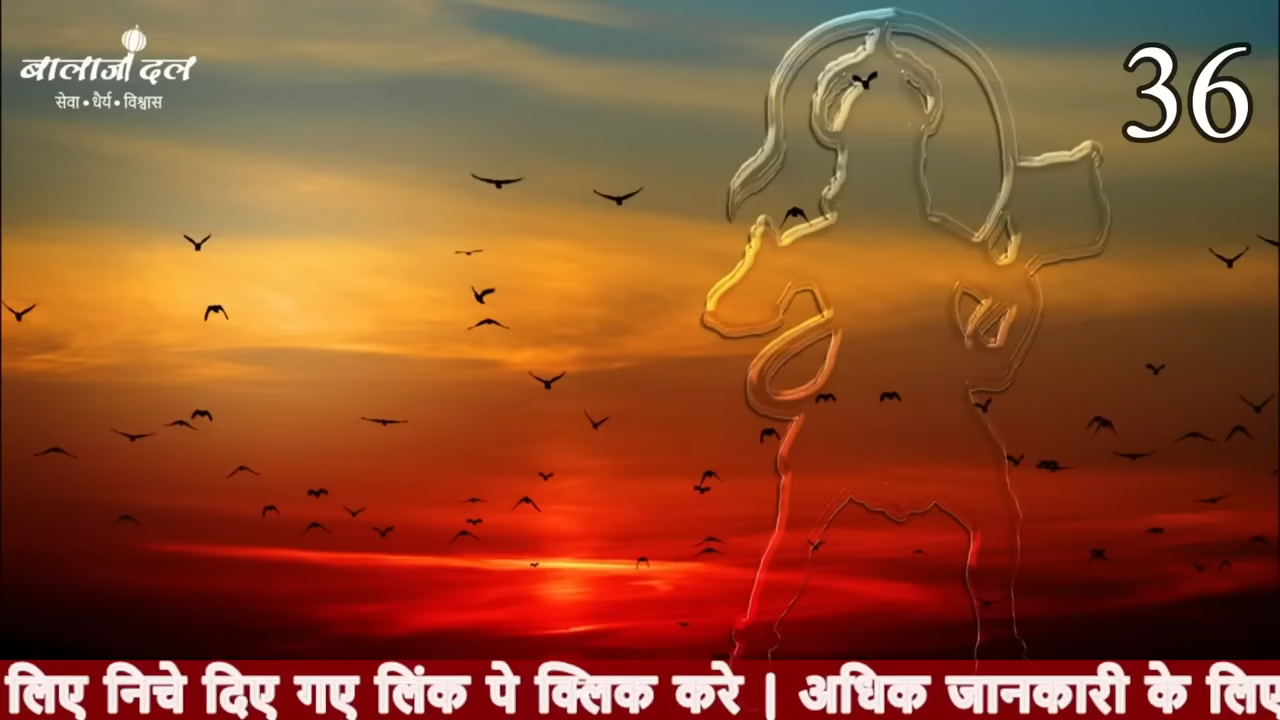 बालाजी दल
सेवा • धैर्य • विश्वास
36
लिए निचे दिए गए लिंक पे क्लिक करे | अधिक जानकारी के लिए